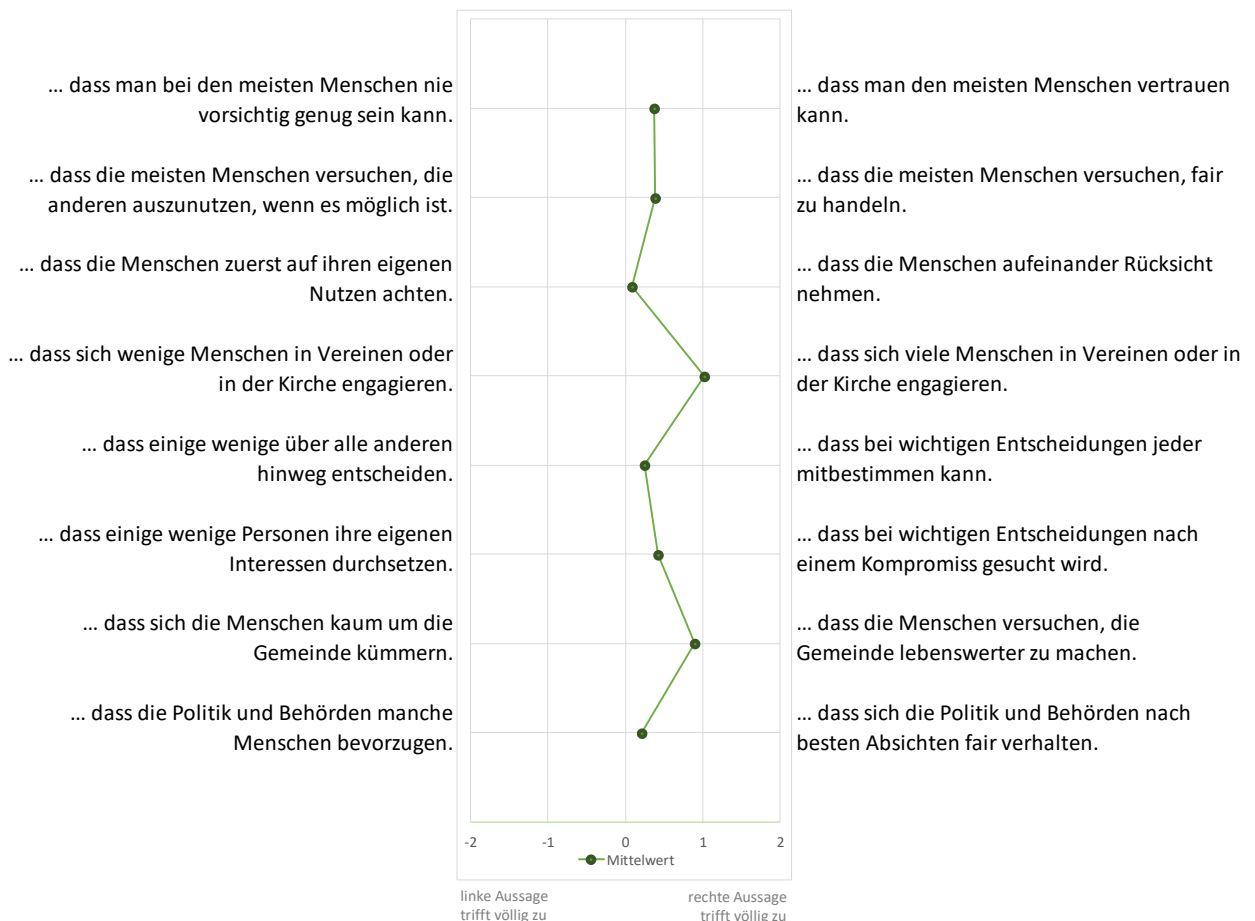 ... dass man bei den meisten Menschen nie
vorsichtig genug sein kann.
... dass man den meisten Menschen vertrauen
kann.
... dass die meisten Menschen versuchen, die
anderen auszunutzen, wenn es möglich ist.
... dass die meisten Menschen versuchen, fair
zu handeln.
... dass die Menschen zuerst auf ihren eigenen
Nutzen achten.
... dass die Menschen aufeinander Rücksicht
nehmen.
... dass sich wenige Menschen in Vereinen oder
in der Kirche engagieren.
... dass sich viele Menschen in Vereinen oder in
der Kirche engagieren.
... dass einige wenige über alle anderen
hinweg entscheiden.
... dass bei wichtigen Entscheidungen jeder
mitbestimmen kann.
... dass einige wenige Personen ihre eigenen
Interessen durchsetzen.
... dass bei wichtigen Entscheidungen nach
einem Kompromiss gesucht wird.
... dass sich die Menschen kaum um die
Gemeinde kümmern.
... dass die Menschen versuchen, die
Gemeinde lebenswerter zu machen.
... dass die Politik und Behörden manche
Menschen bevorzugen.
... dass sich die Politik und Behörden nach
besten Absichten fair verhalten.
-2 -1 0 1 2
Mittelwert
linke Aussage
trifft völlig zu
rechte Aussage
trifft völlig zu